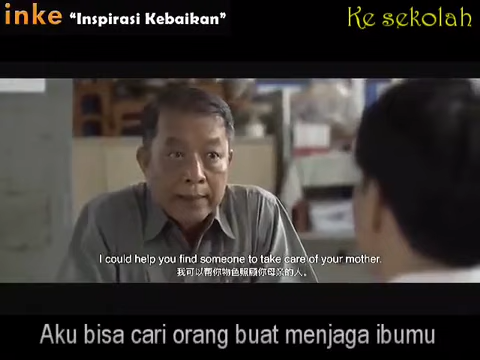 inke "Inspirasi Kebaikan"
Ke sekolah
I could help you find someone to take care of your mother.
我可以帮你物色照顾你母亲的人。
Aku bisa cari orang buat menjaga ibumu